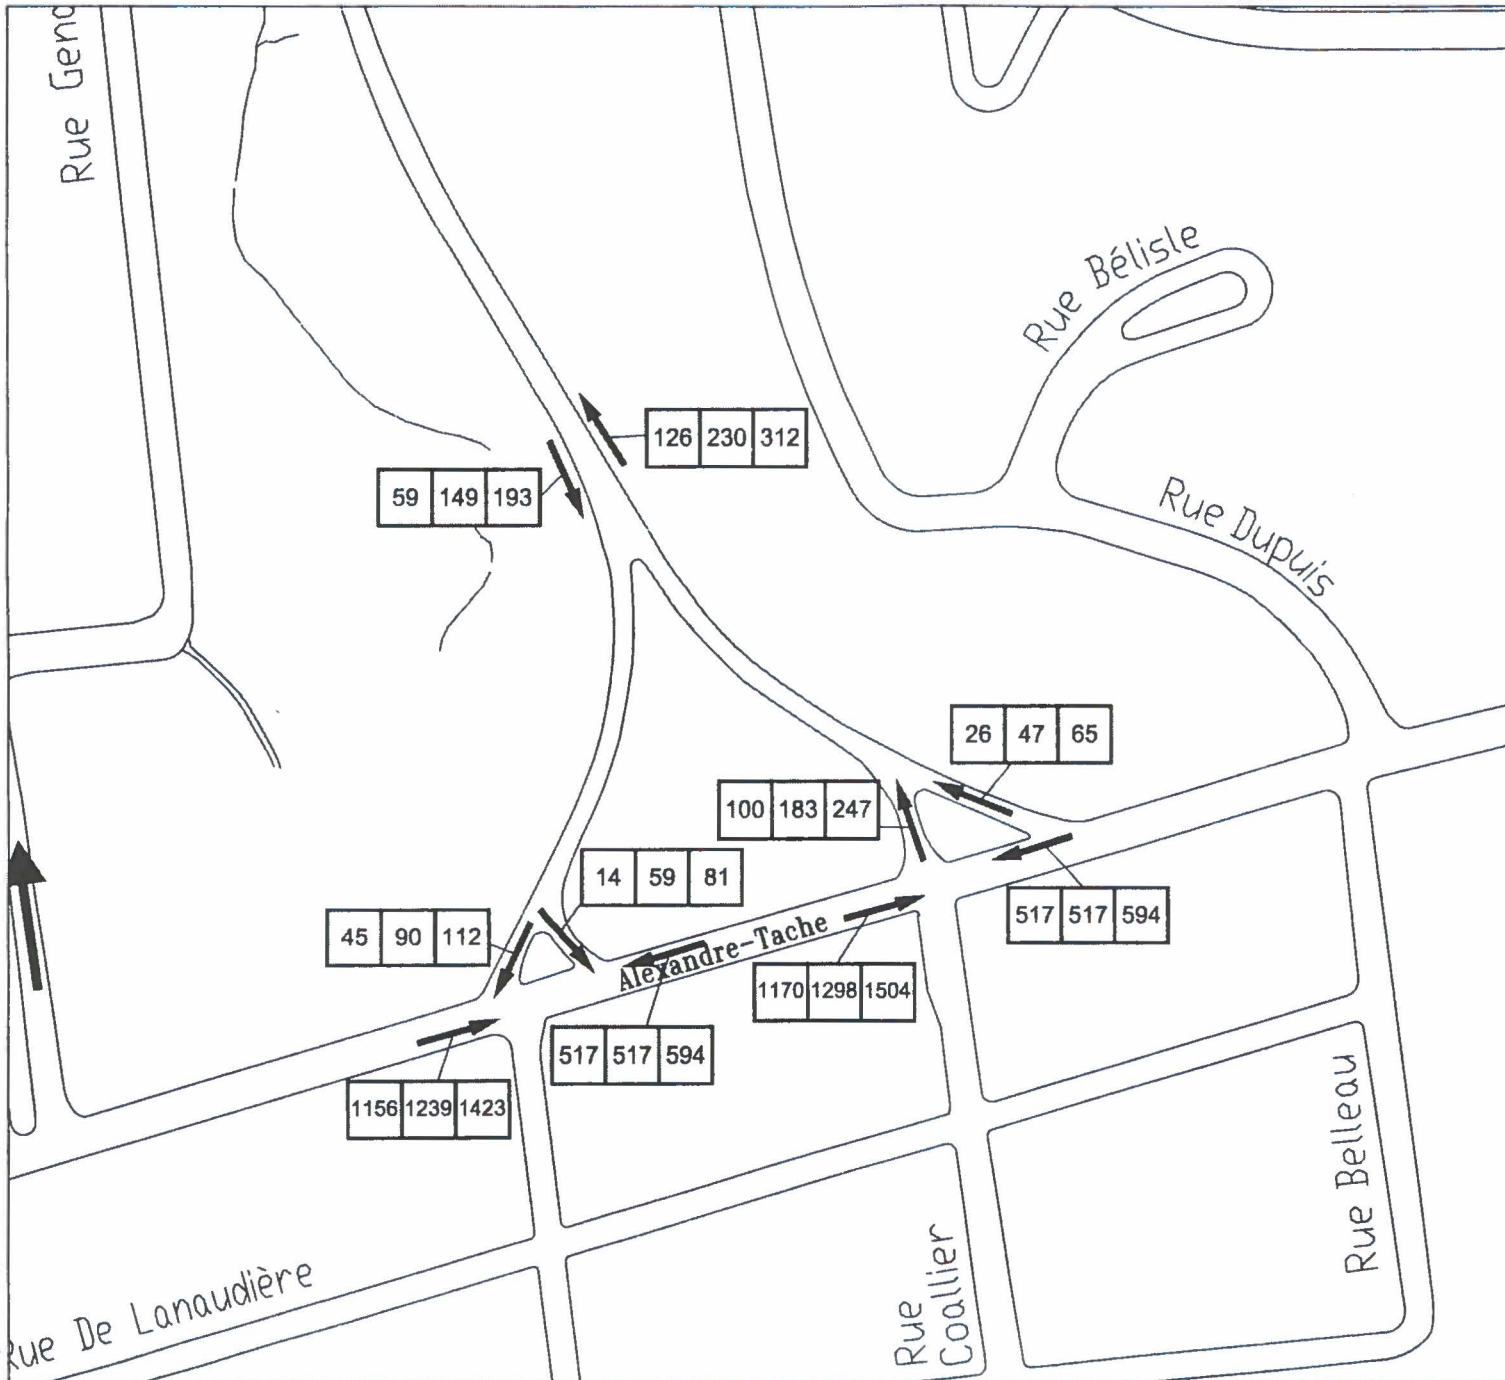 Rue Gend
Rue Bélisle
126 230 312
59 149 193
Rue Dupuis
26 47 65
100 183 247
14 59 81
517 517 594
45 90 112
Alexandre-Tache
1170 1298 1504
517 517 594
1156 1239 1423
Rue Belleau
Rue De Lanaudière
Rue
Coallier